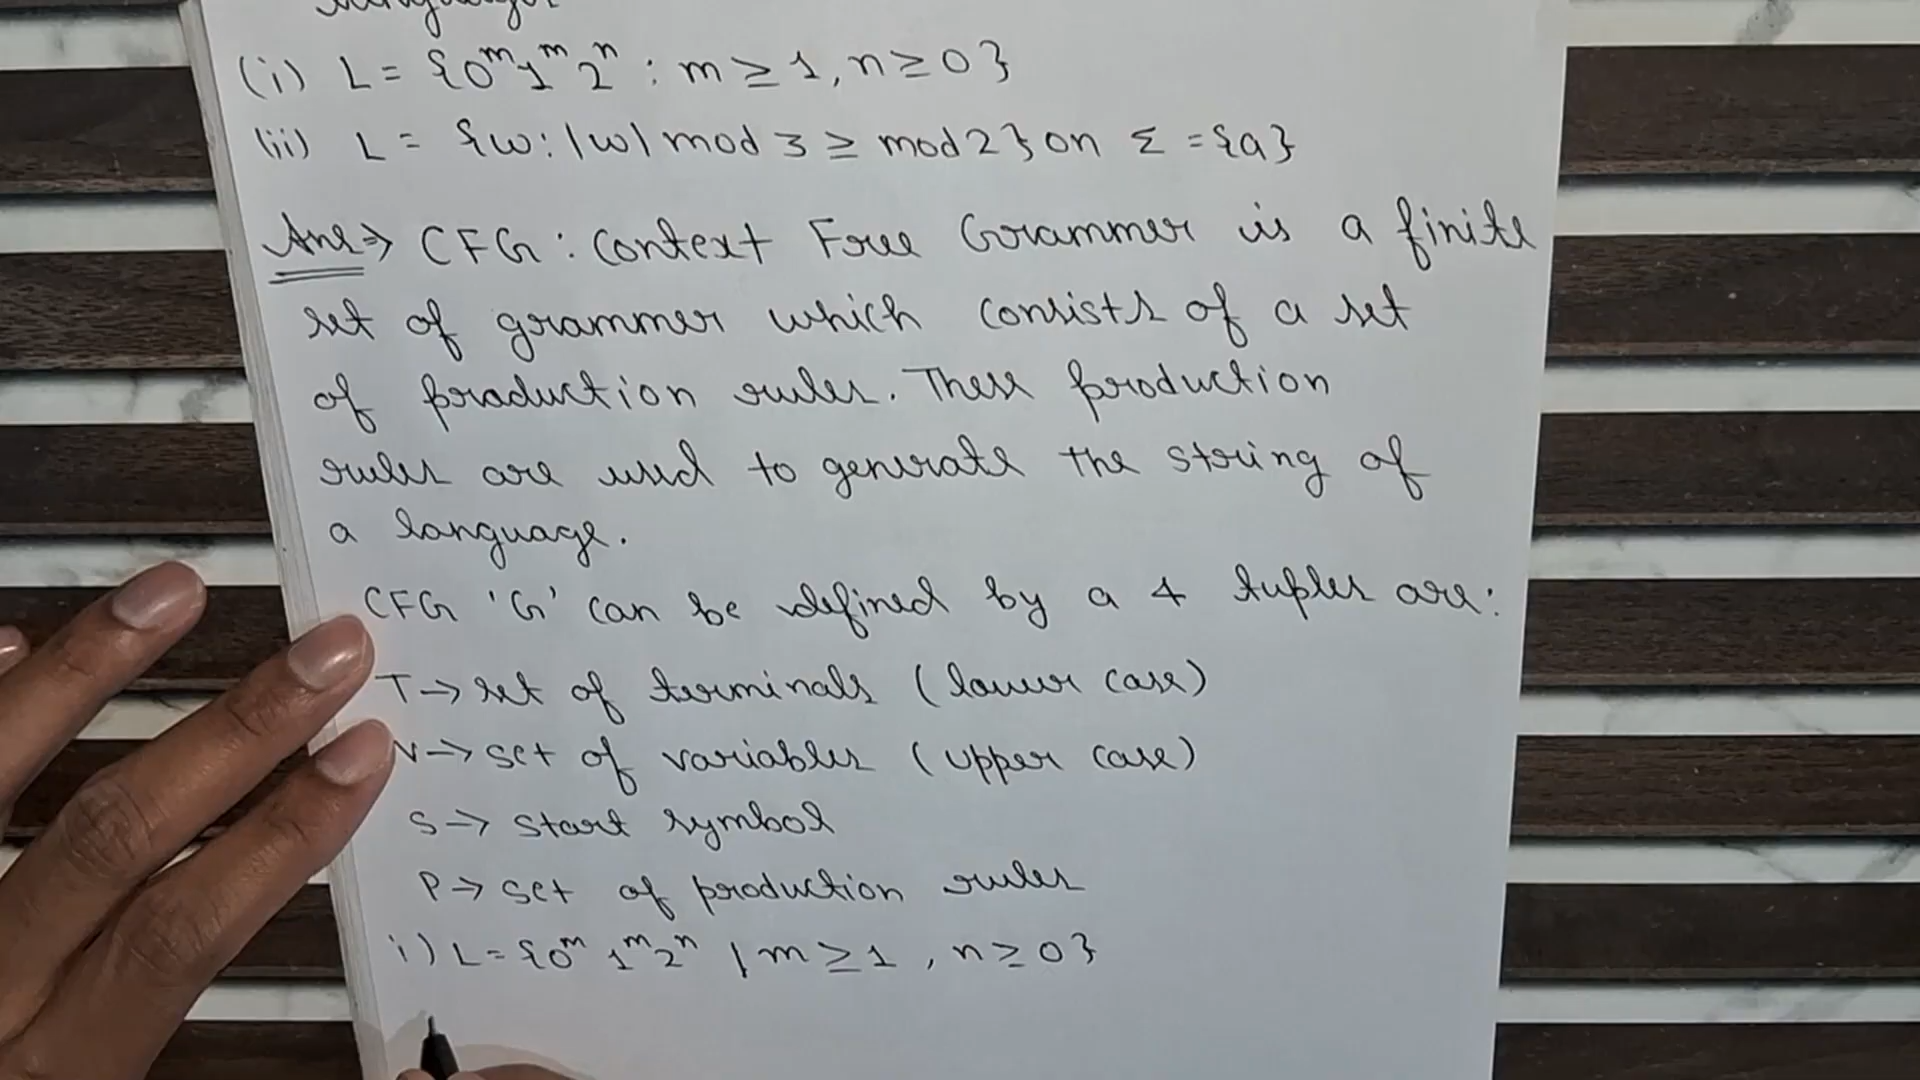 (i) L = {0^m 1^m 2^n : m ≥ 1, n ≥ 0}
(ii) L = {w: |w| mod 3 ≥ mod 2} on Σ = {a}
Ans⇒ CFG : Context Free Grammer is a finite
set of grammer which consists of a set
of production rules. These production
rules are used to generate the string of
a language.
CFG 'G' can be defined by a 4 tuples are:
T→ set of terminals (lower case)
V→ set of variables (upper case)
S→ start symbol
P→ set of production rules
i) L = {0^m 1^m 2^n | m ≥ 1, n ≥ 0}